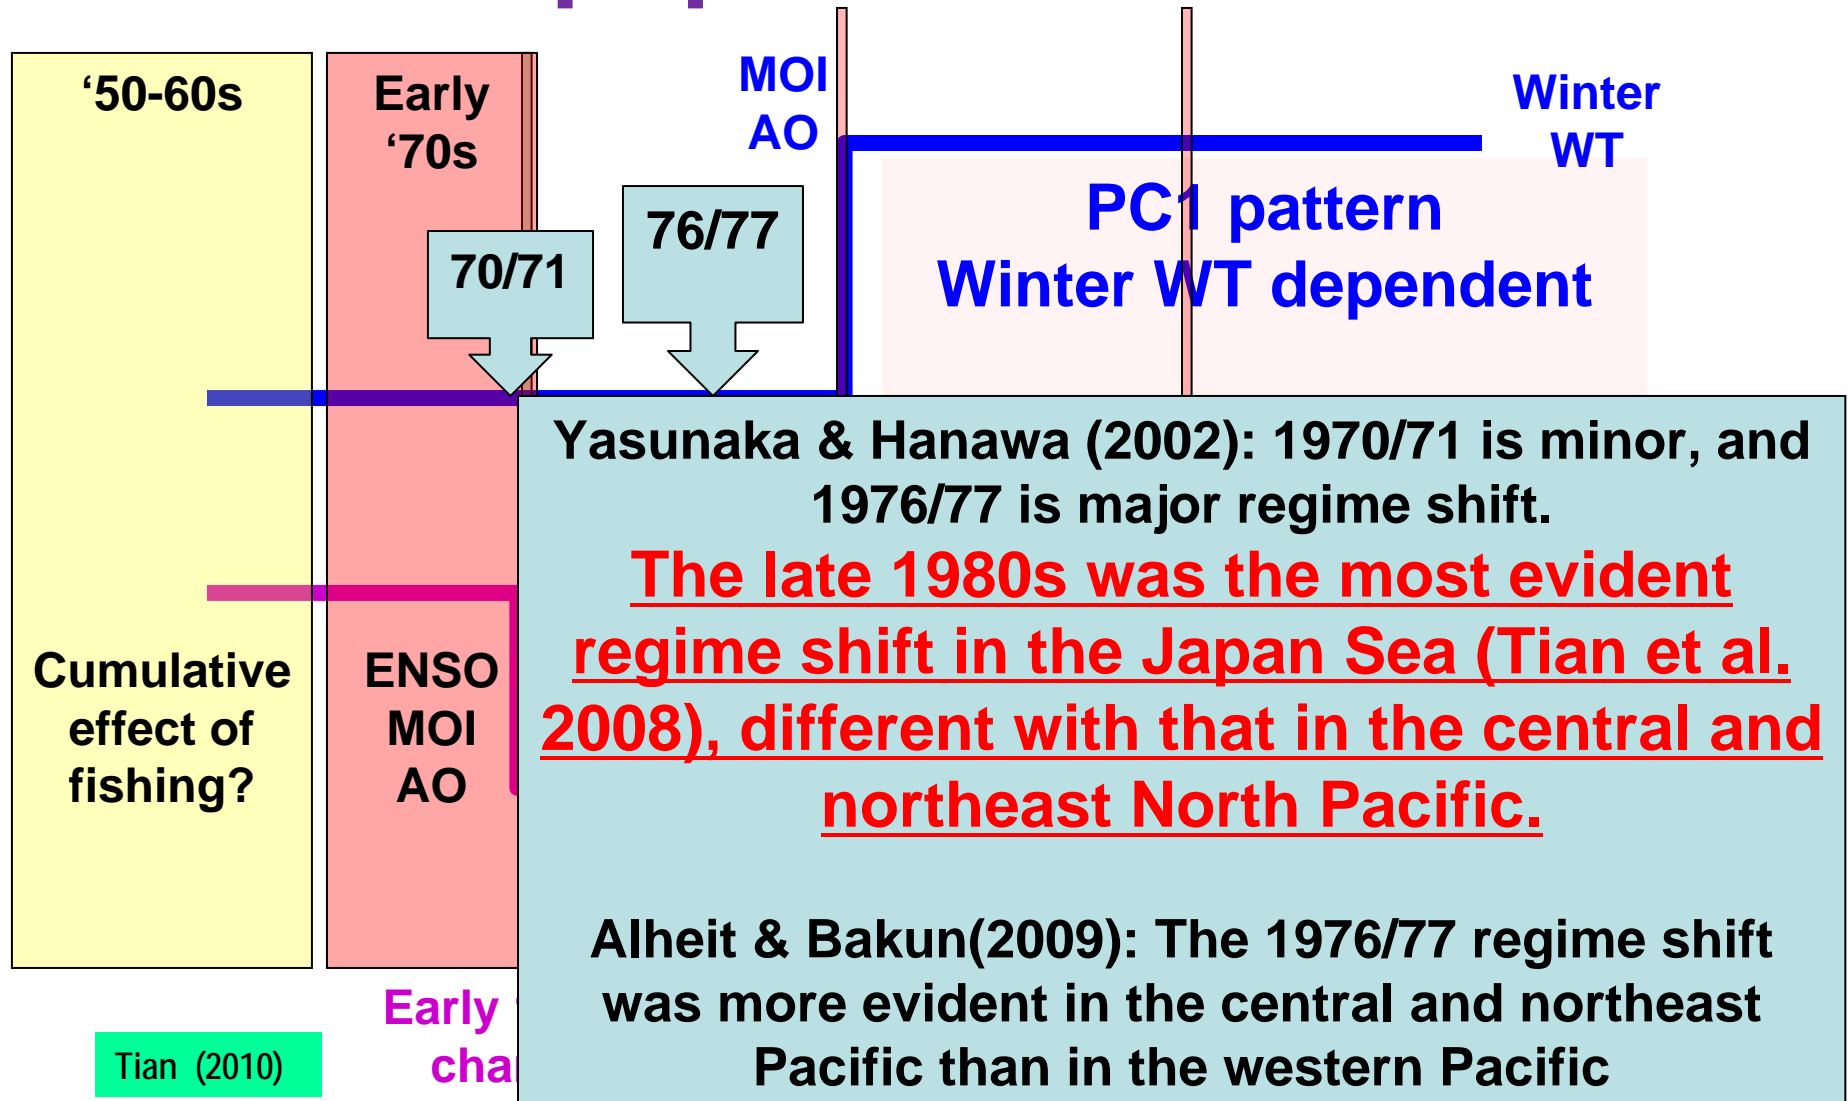 ‘50-60s
Early
‘70s
MOI
AO
Winter
WT
70/71
76/77
PC1 pattern
Winter WT dependent
Yasunaka & Hanawa (2002): 1970/71 is minor, and
1976/77 is major regime shift.
The late 1980s was the most evident
regime shift in the Japan Sea (Tian et al.
2008), different with that in the central and
northeast North Pacific.
Alheit & Bakun(2009): The 1976/77 regime shift
was more evident in the central and northeast
Pacific than in the western Pacific
Cumulative
effect of
fishing?
ENSO
MOI
AO
Early
Tian (2010)